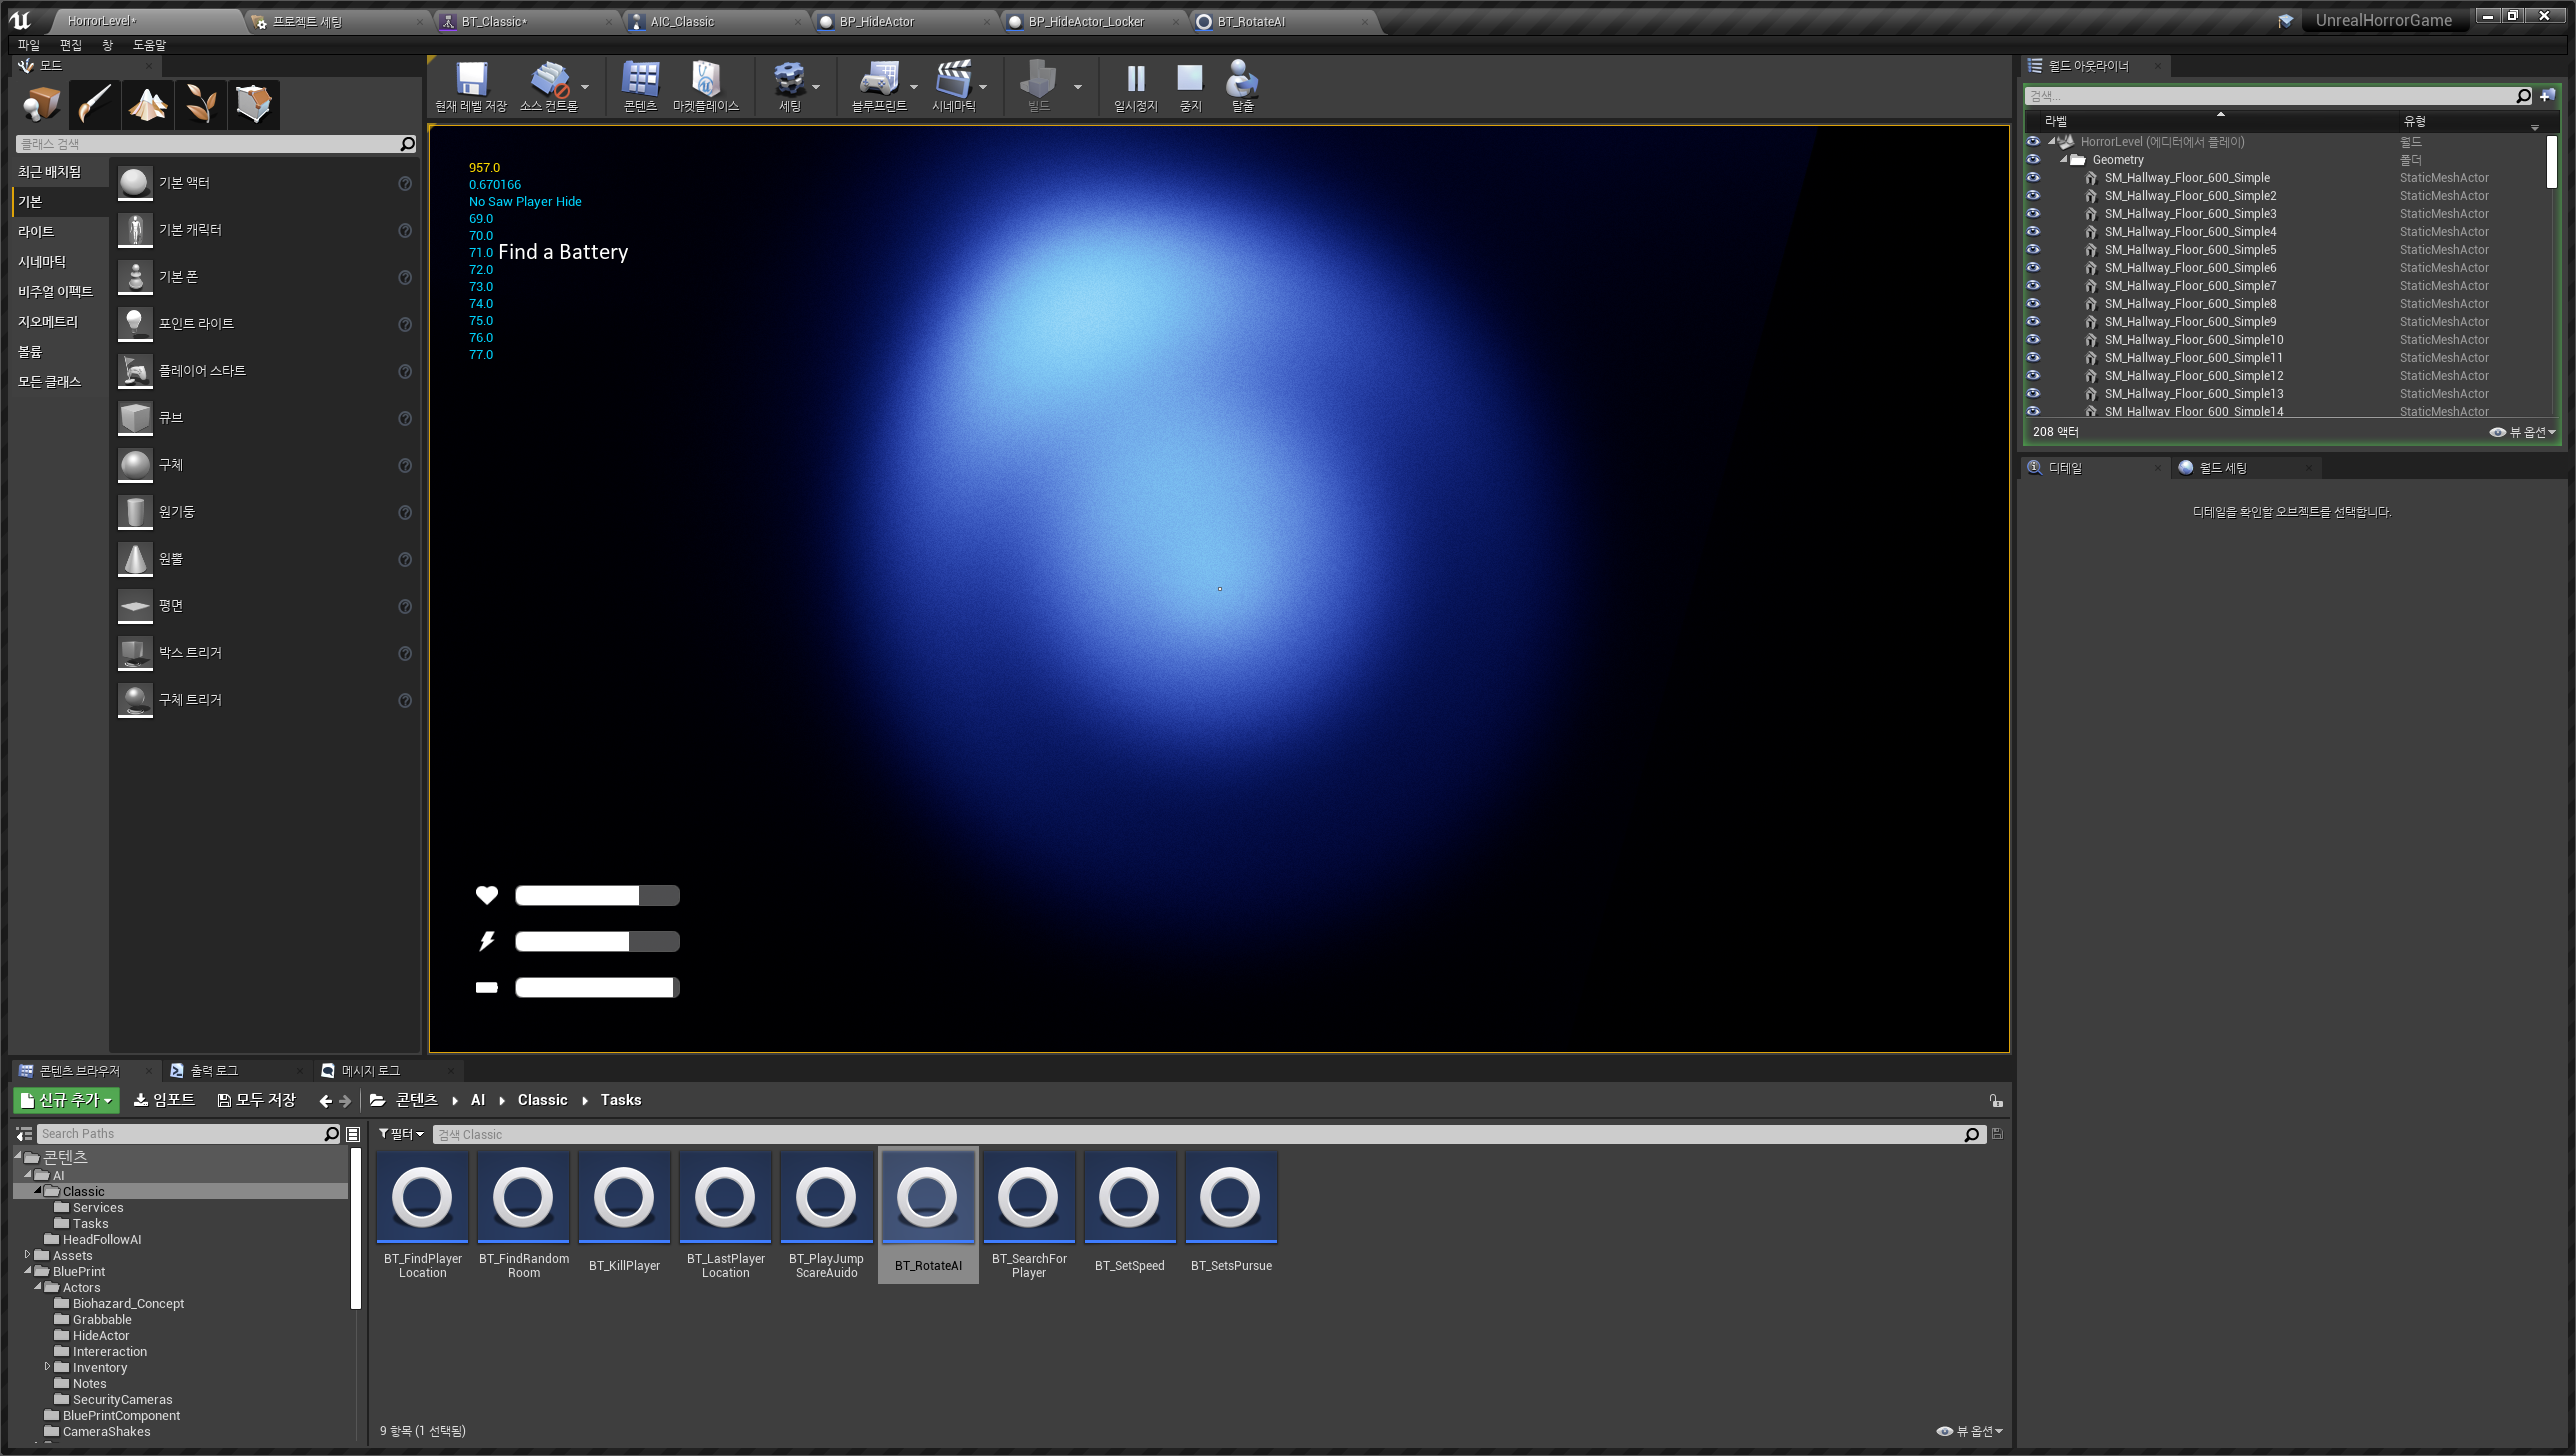 HorrorLevel*
프로젝트 세팅
BT_Classic*
AIC_Classic
BP_HideActor
BP_HideActor_Locker
BT_RotateAI
UnrealHorrorGame
파일 편집 창 도움말
모드
클래스 검색
최근 배치됨
기본
라이트
시네마틱
비주얼 이펙트
지오메트리
볼륨
모든 클래스
기본 액터
기본 캐릭터
기본 폰
포인트 라이트
플레이어 스타트
큐브
구체
원기둥
원뿔
평면
박스 트리거
구체 트리거
현재 레벨 저장
소스 컨트롤
콘텐츠
마켓플레이스
세팅
블루프린트
시네마틱
빌드
일시정지
중지
탈출
957.0
0.670166
No Saw Player Hide
69.0
70.0
71.0
Find a Battery
72.0
73.0
74.0
75.0
76.0
77.0
월드 아웃라이너
검색...
라벨 유형
HorrorLevel (에디터에서 플레이) 월드
Geometry 폴더
SM_Hallway_Floor_600_Simple StaticMeshActor
SM_Hallway_Floor_600_Simple2 StaticMeshActor
SM_Hallway_Floor_600_Simple3 StaticMeshActor
SM_Hallway_Floor_600_Simple4 StaticMeshActor
SM_Hallway_Floor_600_Simple5 StaticMeshActor
SM_Hallway_Floor_600_Simple6 StaticMeshActor
SM_Hallway_Floor_600_Simple7 StaticMeshActor
SM_Hallway_Floor_600_Simple8 StaticMeshActor
SM_Hallway_Floor_600_Simple9 StaticMeshActor
SM_Hallway_Floor_600_Simple10 StaticMeshActor
SM_Hallway_Floor_600_Simple11 StaticMeshActor
SM_Hallway_Floor_600_Simple12 StaticMeshActor
SM_Hallway_Floor_600_Simple13 StaticMeshActor
SM_Hallway_Floor_600_Simple14 StaticMeshActor
208 액터
뷰 옵션
디테일
월드 세팅
디테일을 확인할 오브젝트를 선택합니다.
콘텐츠 브라우저
출력 로그
메시지 로그
신규 추가
임포트
모두 저장
콘텐츠 AI Classic Tasks
Search Paths
필터
검색 Classic
콘텐츠
AI
Classic
Services
Tasks
HeadFollowAI
Assets
BluePrint
Actors
Biohazard_Concept
Grabbable
HideActor
Intereraction
Inventory
Notes
SecurityCameras
BluePrintComponent
CameraShakes
BT_FindPlayer
Location
BT_FindRandom
Room
BT_KillPlayer
BT_LastPlayer
Location
BT_PlayJump
ScareAuido
BT_RotateAI
BT_SearchFor
Player
BT_SetSpeed
BT_SetsPursue
9 항목 (1 선택됨)
뷰 옵션